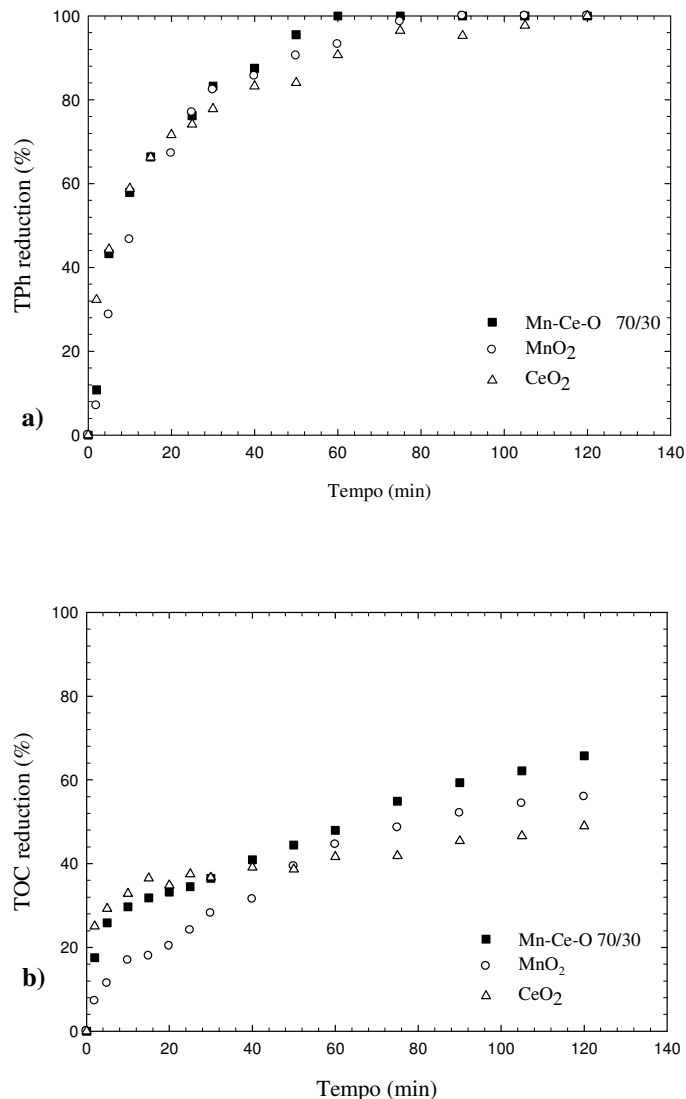 100
80
60
40
20
0
TPh reduction (%)
Mn-Ce-O 70/30
MnO2
CeO2
a)
0 20 40 60 80 100 120 140
Tempo (min)
100
80
60
40
20
0
TOC reduction (%)
Mn-Ce-O 70/30
MnO2
CeO2
b)
0 20 40 60 80 100 120 140
Tempo (min)